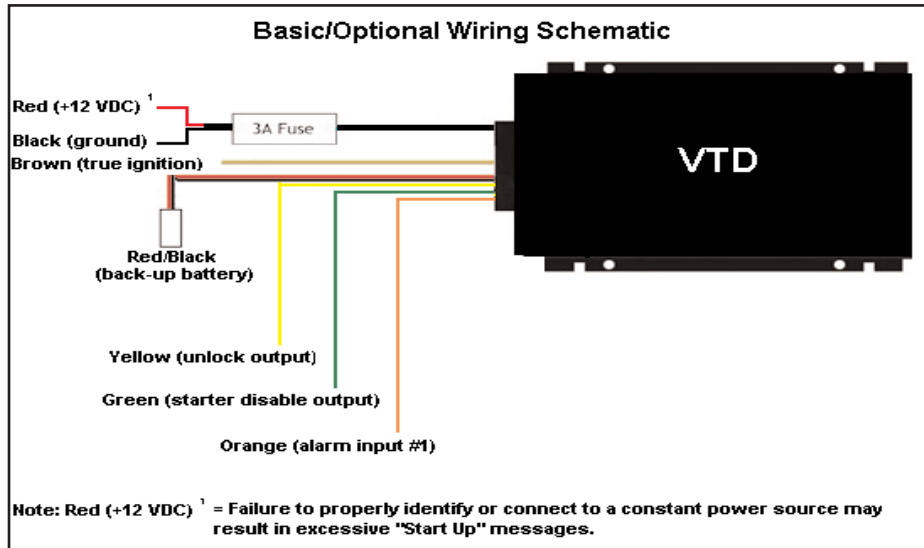 Basic/Optional Wiring Schematic
Red (+12 VDC) 1
3A Fuse
Black (ground)
Brown (true ignition)
VTD
Red/Black
(back-up battery)
Yellow (unlock output)
Green (starter disable output)
Orange (alarm input #1)
Note: Red (+12 VDC) 1 = Failure to properly identify or connect to a constant power source may
result in excessive "Start Up" messages.